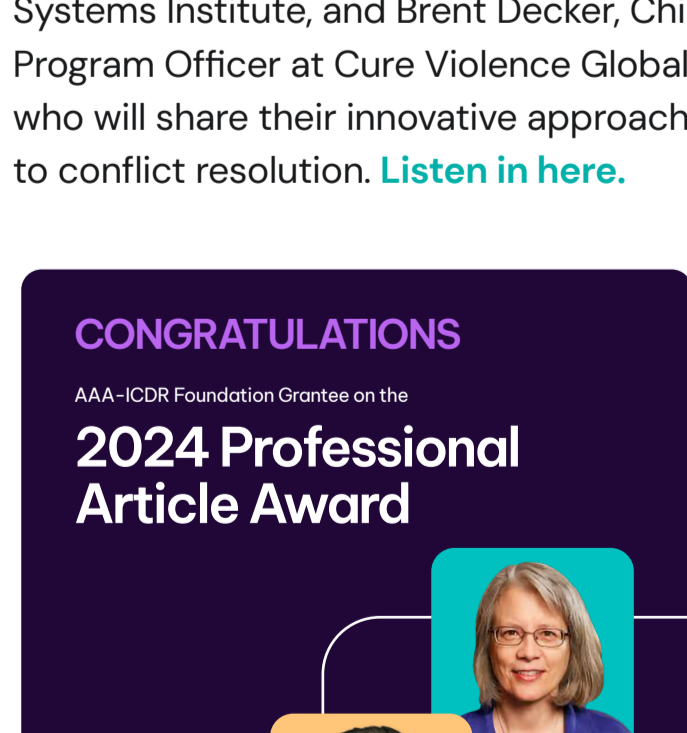 Systems Institute, and Brent Decker, Chi
Program Officer at Cure Violence Global
who will share their innovative approach
to conflict resolution. Listen in here.
CONGRATULATIONS
AAA-ICDR Foundation Grantee on the
2024 Professional
Article Award